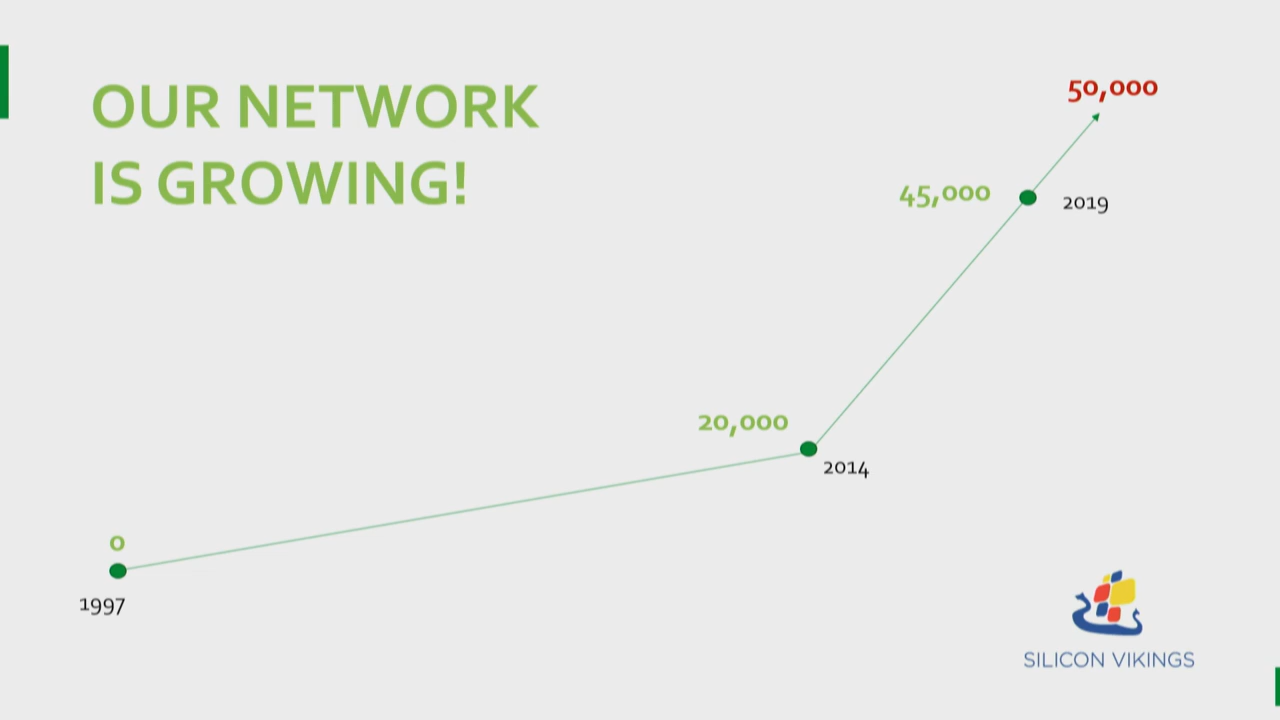 OUR NETWORK
IS GROWING!
50,000
45,000
2019
20,000
2014
0
1997
SILICON VIKINGS